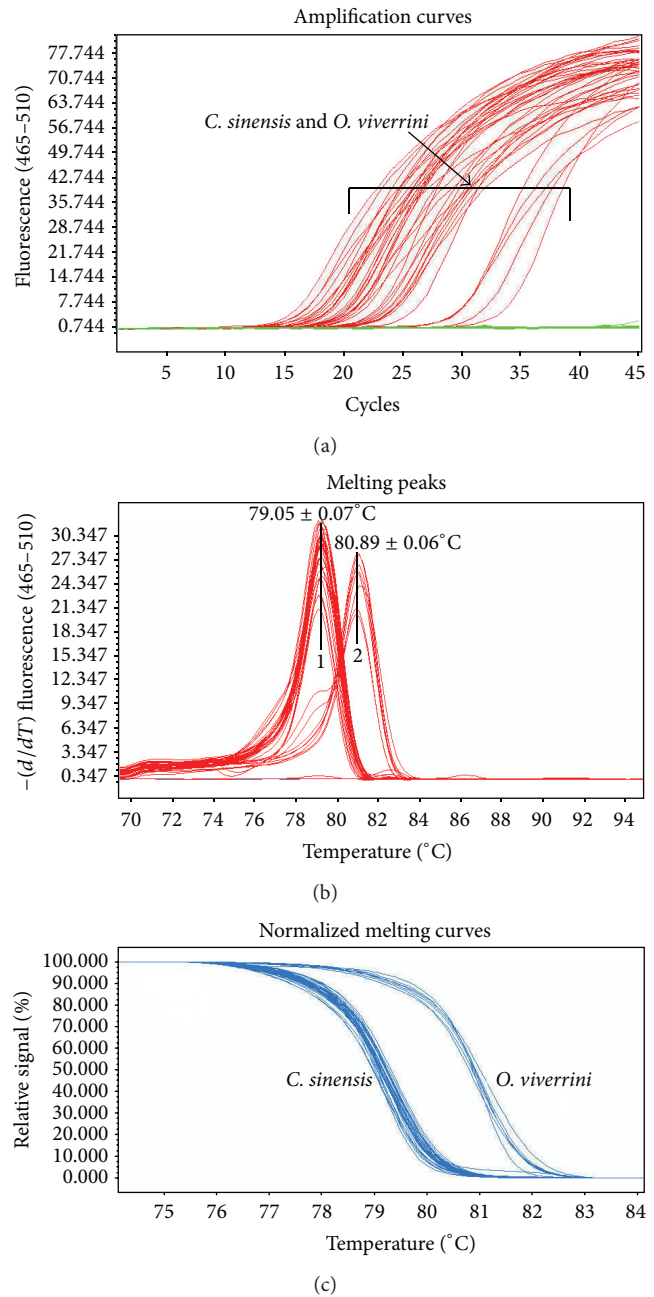 Amplification curves
Fluorescence (465–510)
77.744
70.744
63.744
56.744
49.744
42.744
35.744
28.744
21.744
14.744
7.744
0.744
C. sinensis and O. viverrini
5 10 15 20 25 30 35 40 45
Cycles
(a)
Melting peaks
−(d/dT) fluorescence (465–510)
30.347
27.347
24.347
21.347
18.347
15.347
12.347
9.347
6.347
3.347
0.347
79.05 ± 0.07°C
80.89 ± 0.06°C
1 2
70 72 74 76 78 80 82 84 86 88 90 92 94
Temperature (°C)
(b)
Normalized melting curves
Relative signal (%)
100.000
90.000
80.000
70.000
60.000
50.000
40.000
30.000
20.000
10.000
0.000
C. sinensis
O. viverrini
75 76 77 78 79 80 81 82 83 84
Temperature (°C)
(c)